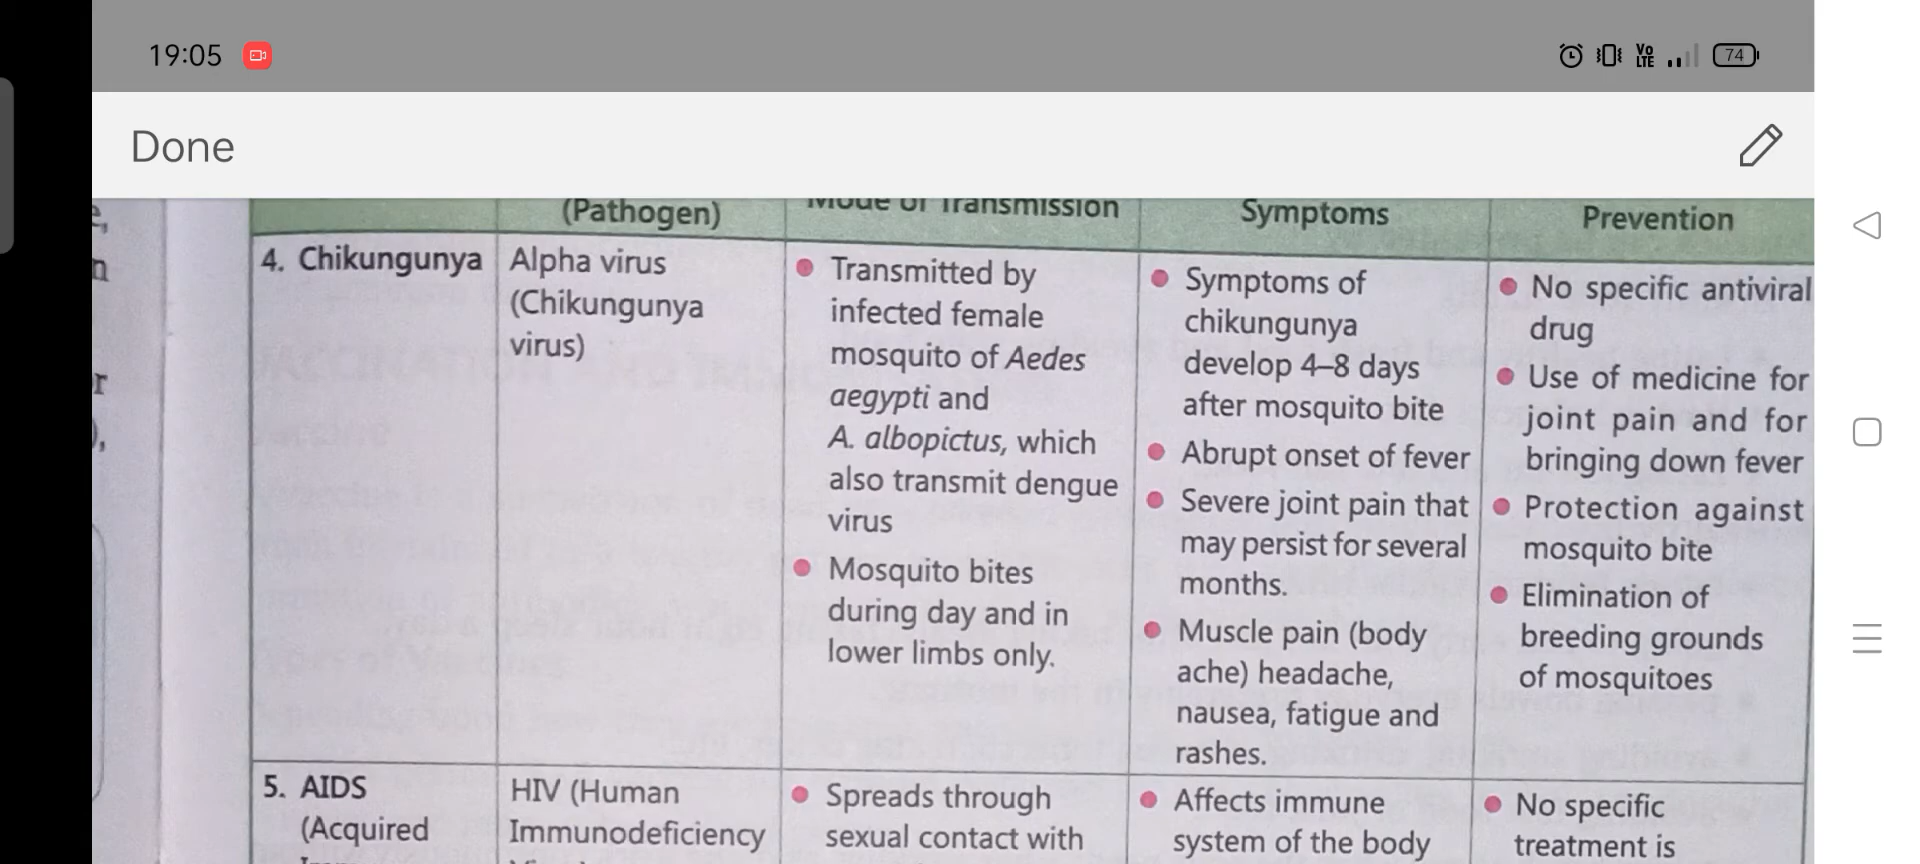 19:05
Vo
LTE
74
Done
(Pathogen)
Mode of Transmission
Symptoms
Prevention
4. Chikungunya
Alpha virus
(Chikungunya
virus)
Transmitted by
infected female
mosquito of Aedes
aegypti and
A. albopictus, which
also transmit dengue
virus
Mosquito bites
during day and in
lower limbs only.
Symptoms of
chikungunya
develop 4–8 days
after mosquito bite
Abrupt onset of fever
Severe joint pain that
may persist for several
months.
Muscle pain (body
ache) headache,
nausea, fatigue and
rashes.
No specific antiviral
drug
Use of medicine for
joint pain and for
bringing down fever
Protection against
mosquito bite
Elimination of
breeding grounds
of mosquitoes
5. AIDS
(Acquired
HIV (Human
Immunodeficiency
Spreads through
sexual contact with
Affects immune
system of the body
No specific
treatment is